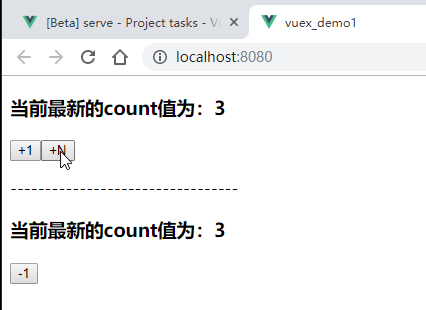 [Beta] serve - Project tasks - Vu
vuex_demo1
localhost:8080
当前最新的count值为：3
+1 +N
----------------------------------
当前最新的count值为：3
-1